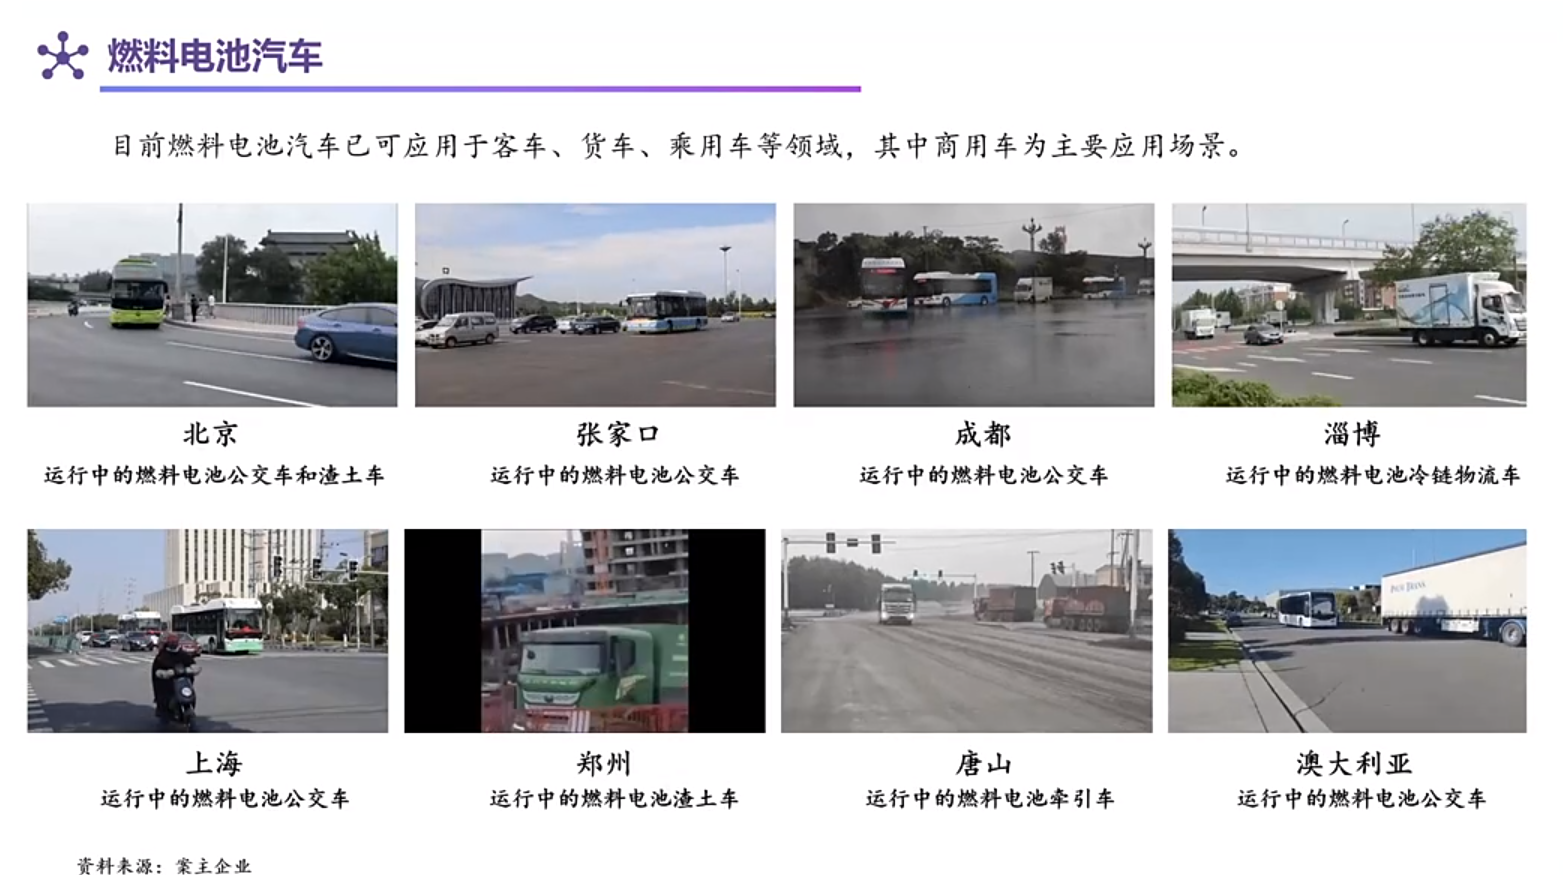 燃料电池汽车
目前燃料电池汽车已可应用于客车、货车、乘用车等领域，其中商用车为主要应用场景。
北京
张家口
成都
淄博
运行中的燃料电池公交车和渣土车
运行中的燃料电池公交车
运行中的燃料电池公交车
运行中的燃料电池冷链物流车
上海
郑州
唐山
澳大利亚
运行中的燃料电池公交车
运行中的燃料电池渣土车
运行中的燃料电池牵引车
运行中的燃料电池公交车
资料来源：案主企业